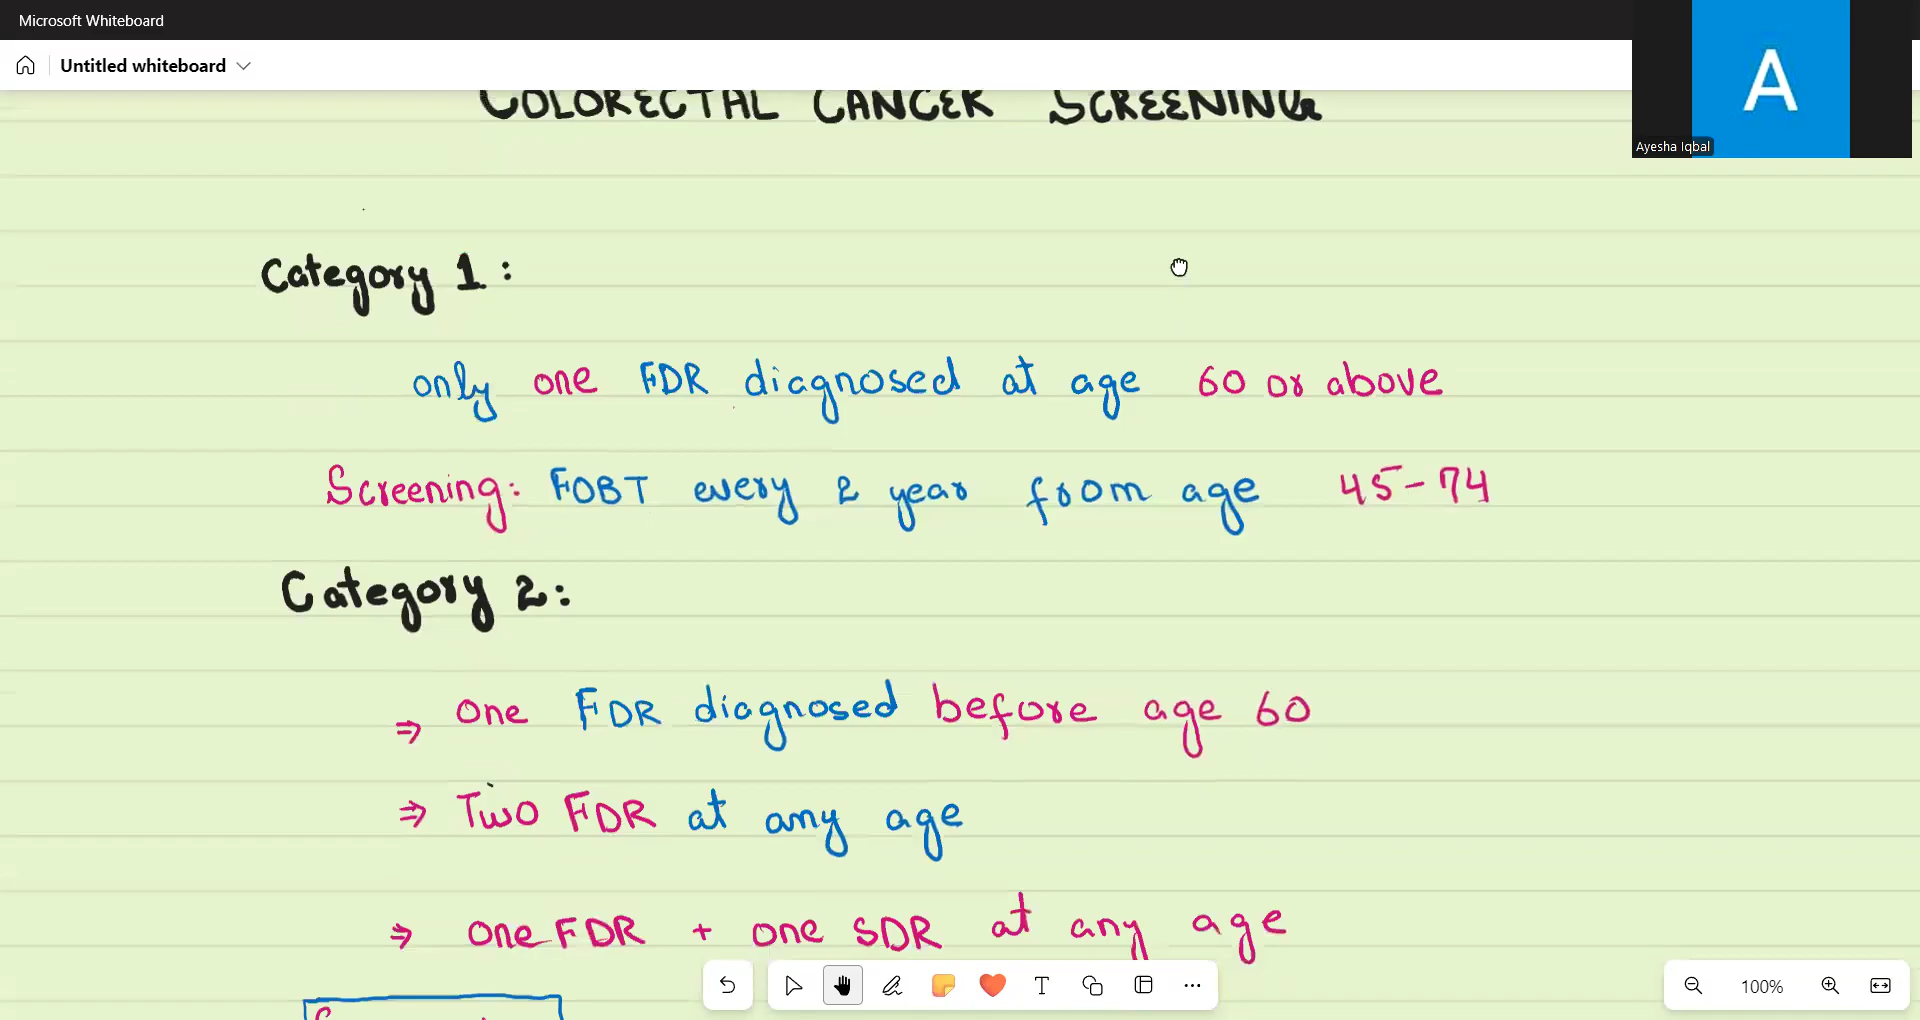 Microsoft Whiteboard
Untitled whiteboard
A
Ayesha Iqbal
COLORECTAL CANCER SCREENING
Category 1:
only one FDR diagnosed at age 60 or above
Screening: FOBT every 2 year from age 45-74
Category 2:
⇒ One FDR diagnosed before age 60
⇒ Two FDR at any age
⇒ one FDR + one SDR at any age
T
100%